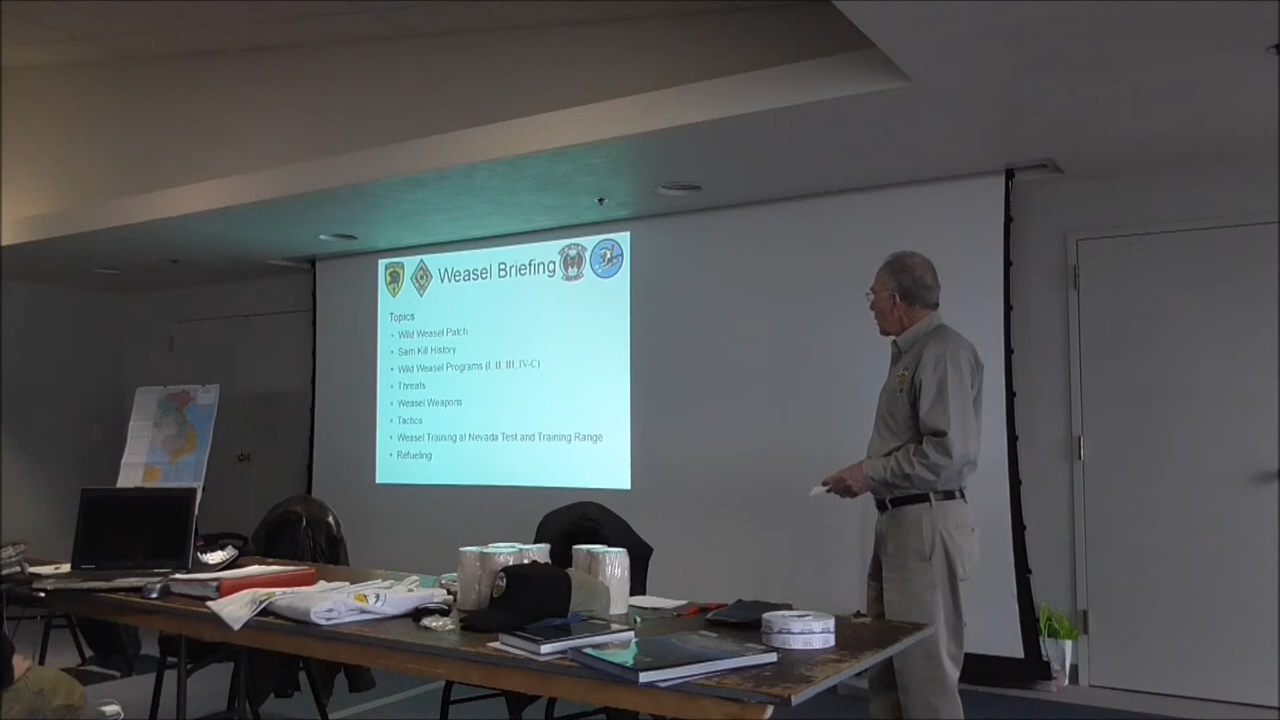 Weasel Briefing
Topics
• Wild Weasel Patch
• Sam Kill History
• Wild Weasel Programs (I, II, III, IV-C)
• Threats
• Weasel Weapons
• Tactics
• Weasel Training at Nevada Test and Training Range
• Refueling